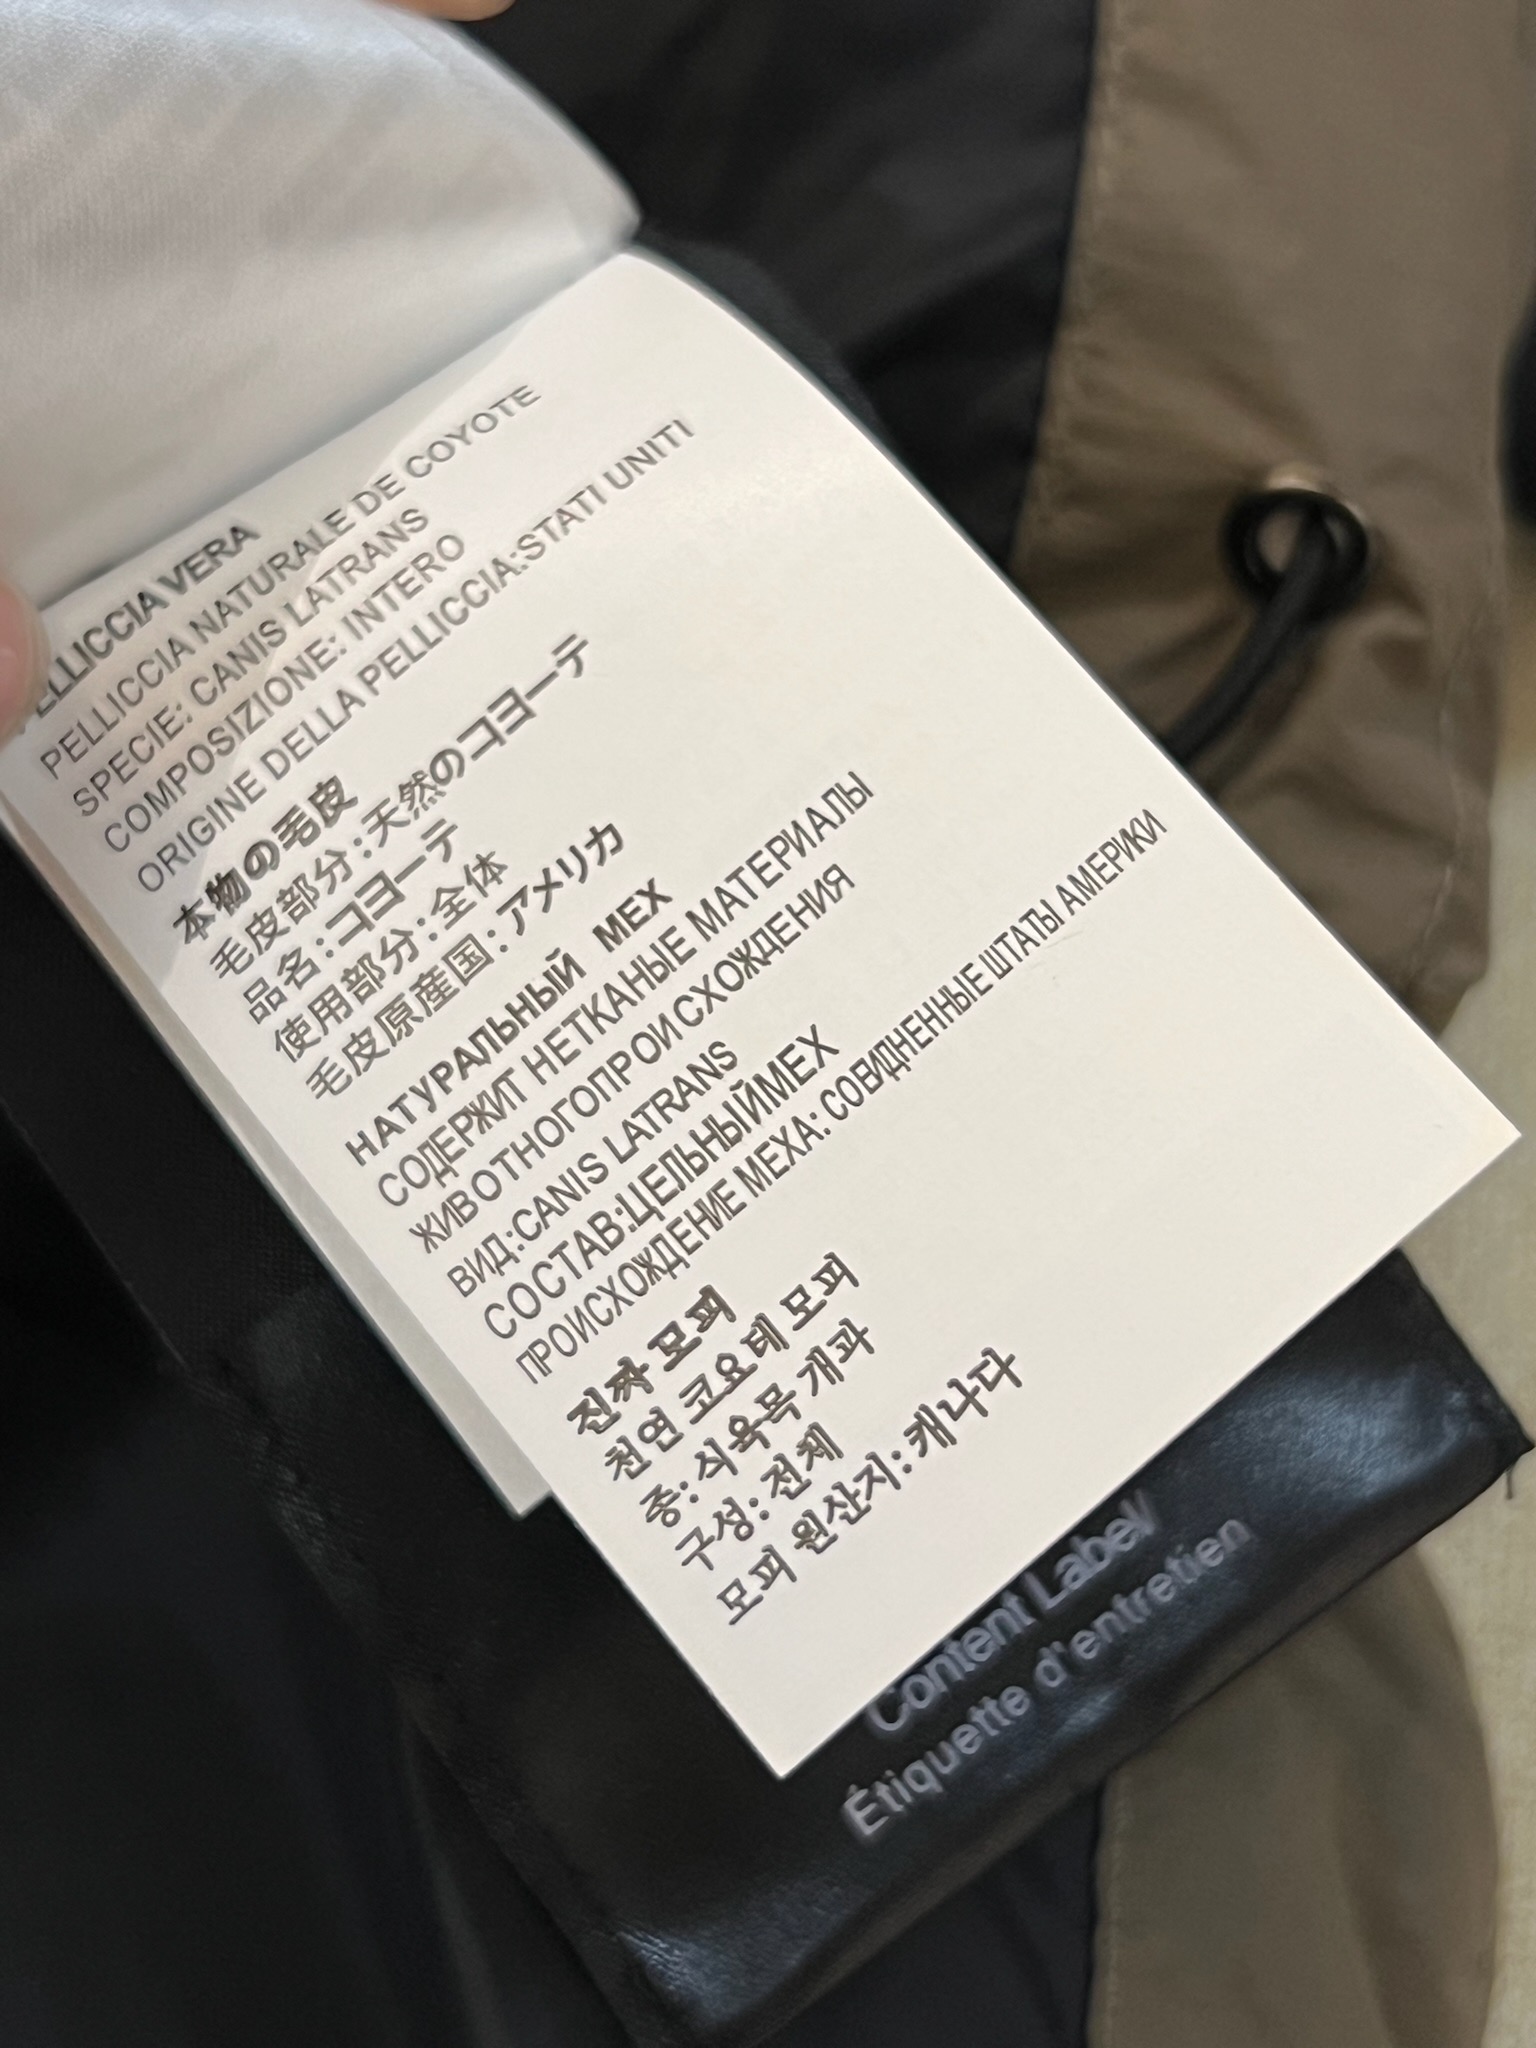 PELLICCIA VERA
PELLICCIA NATURALE DE COYOTE
SPECIE: CANIS LATRANS
COMPOSIZIONE: INTERO
ORIGINE DELLA PELLICCIA:STATI UNITI
本物の毛皮
毛皮部分:天然のコヨーテ
品名:コヨーテ
使用部分:全体
毛皮原産国:アメリカ
НАТУРАЛЬНЫЙ МЕХ
СОДЕРЖИТ НЕТКАНЫЕ МАТЕРИАЛЫ
ЖИВОТНОГОПРОИСХОЖДЕНИЯ
ВИД:CANIS LATRANS
СОСТАВ:ЦЕЛЬНЫЙМЕХ
ПРОИСХОЖДЕНИЕ МЕХА: СОВИДНЕННЫЕ ШТАТЫ АМЕРИКИ
진짜 모피
천연 코요테 모피
종: 식육목 개과
구성: 전체
모피 원산지: 캐나다
Content Label/
Étiquette d'entretien